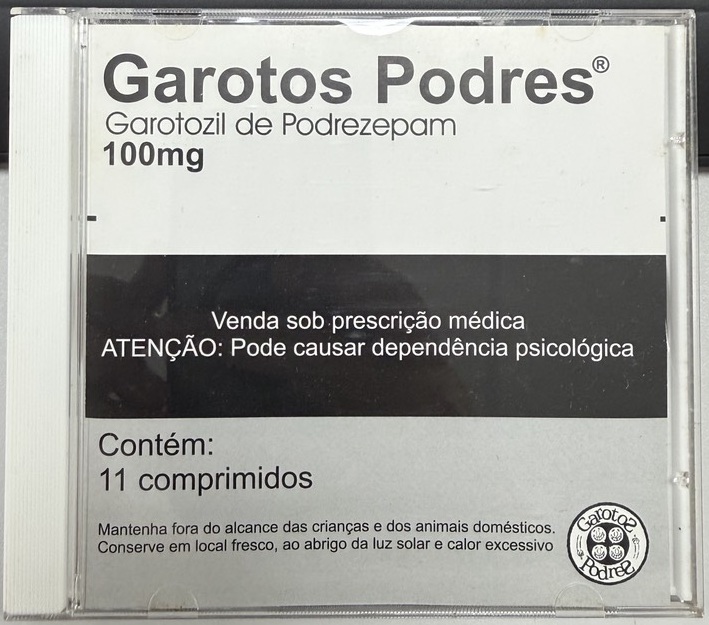 Garotos Podres®
Garotozil de Podrezepam
100mg
Venda sob prescrição médica
ATENÇÃO: Pode causar dependência psicológica
Contém:
11 comprimidos
Mantenha fora do alcance das crianças e dos animais domésticos.
Conserve em local fresco, ao abrigo da luz solar e calor excessivo
Garotos
Podres